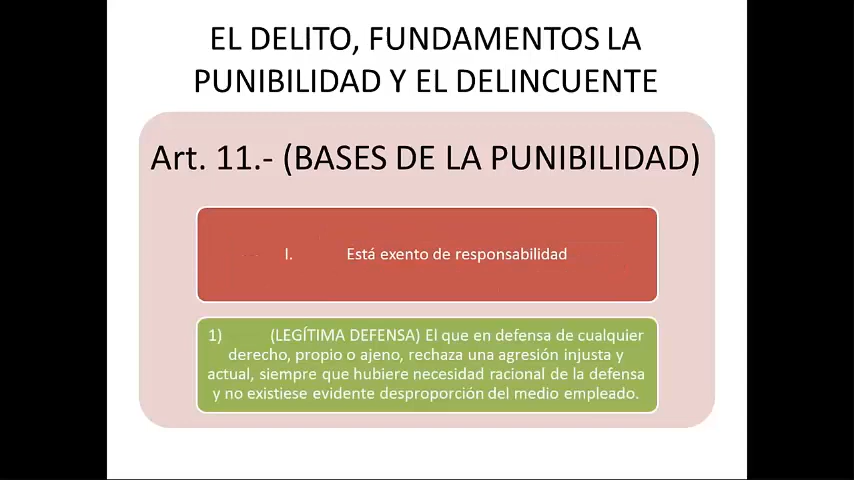 EL DELITO, FUNDAMENTOS LA
PUNIBILIDAD Y EL DELINCUENTE
Art. 11.- (BASES DE LA PUNIBILIDAD)
I. Está exento de responsabilidad
1) (LEGÍTIMA DEFENSA) El que en defensa de cualquier
derecho, propio o ajeno, rechaza una agresión injusta y
actual, siempre que hubiere necesidad racional de la defensa
y no existiese evidente desproporción del medio empleado.